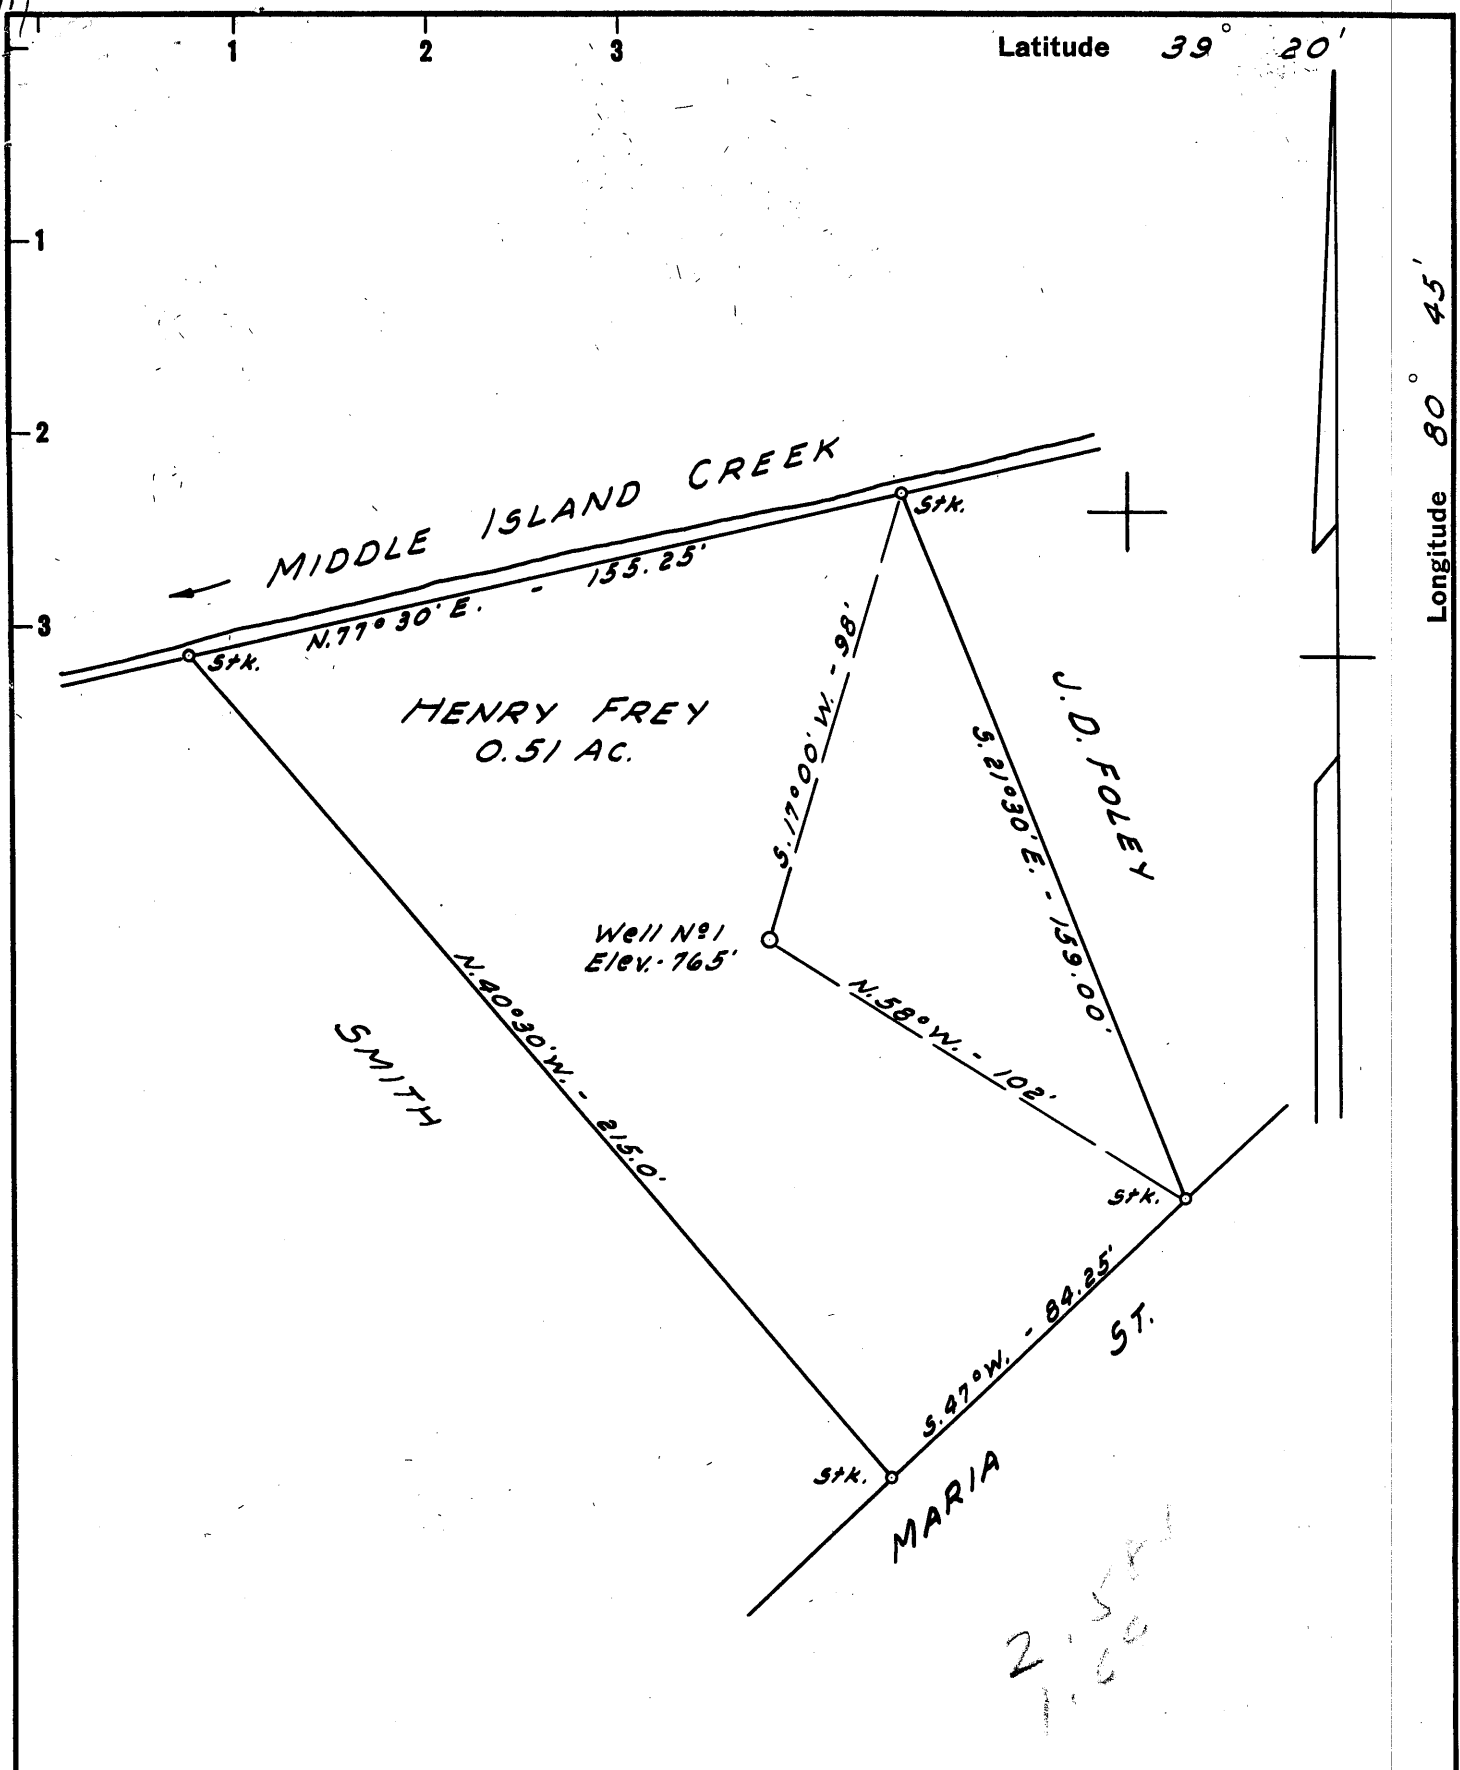 1 2 3 Latitude 39° 20'
1
2
3
Longitude 80° 45'
MIDDLE ISLAND CREEK
N.77°30'E. - 155.25'
Stk.
Stk.
HENRY FREY
0.51 AC.
S.17°00'W. - 98'
J.D. FOLEY
S.21°30'E. - 159.00'
Well Nº1
Elev.- 765'
N.58°W. - 102'
N.40°30'W. - 215.0'
SMITH
Stk.
S.47°W. - 84.25'
Stk.
MARIA ST.